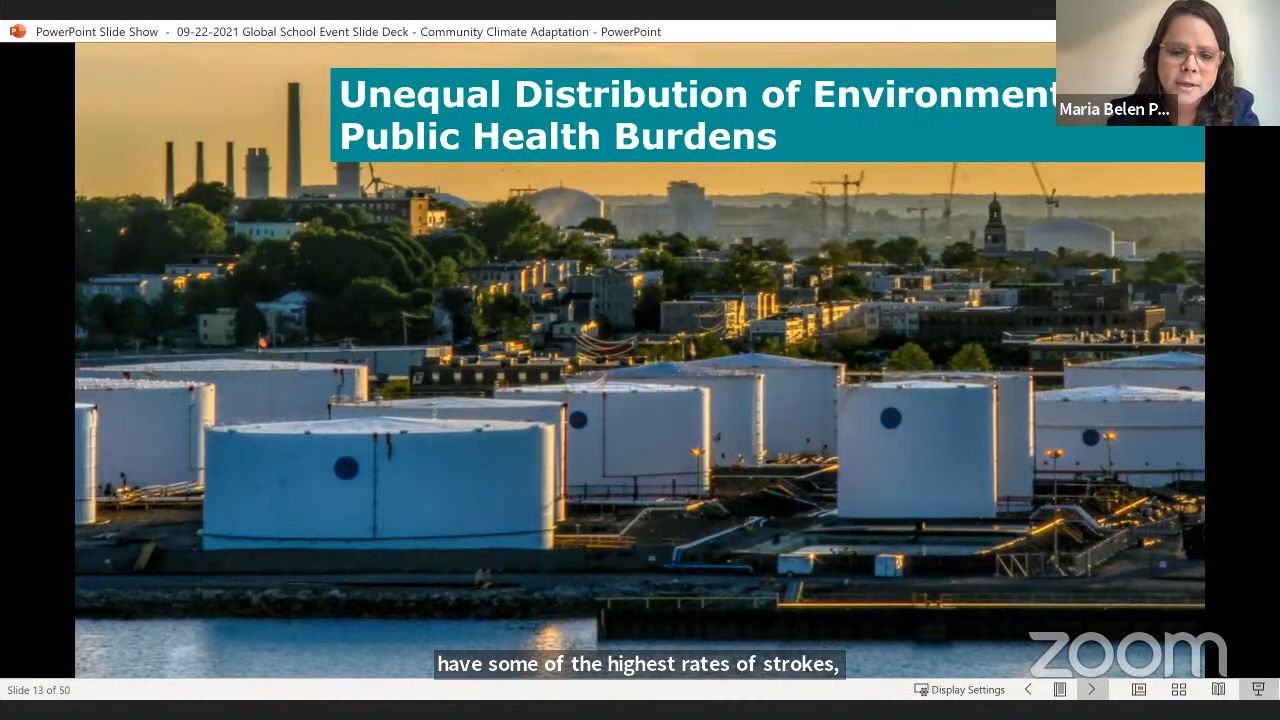 PowerPoint Slide Show - 09-22-2021 Global School Event Slide Deck - Community Climate Adaptation - PowerPoint
Unequal Distribution of Environment
Public Health Burdens
Maria Belen P...
have some of the highest rates of strokes,
zoom
Slide 13 of 50
Display Settings